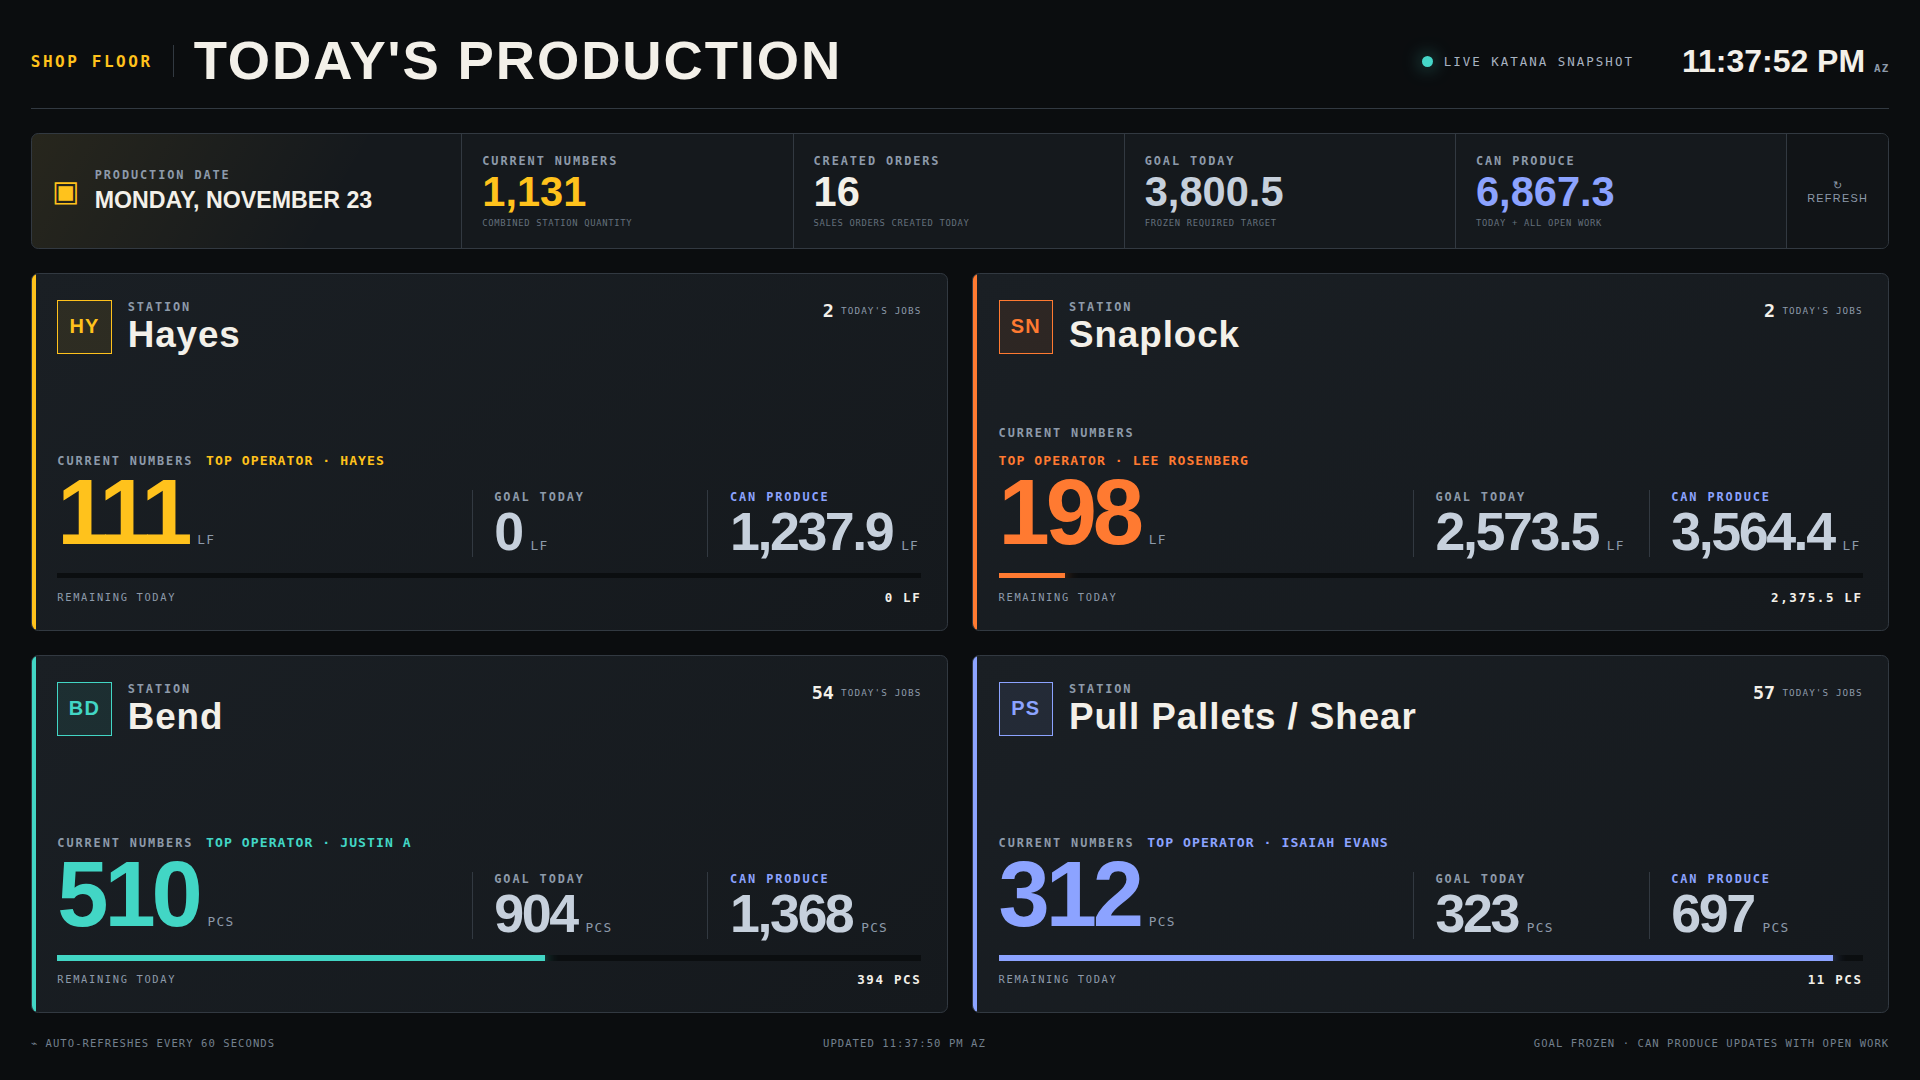 SHOP FLOOR
TODAY'S PRODUCTION
LIVE KATANA SNAPSHOT
11:37:52 PM AZ
PRODUCTION DATE
MONDAY, NOVEMBER 23
CURRENT NUMBERS
1,131
COMBINED STATION QUANTITY
CREATED ORDERS
16
SALES ORDERS CREATED TODAY
GOAL TODAY
3,800.5
FROZEN REQUIRED TARGET
CAN PRODUCE
6,867.3
TODAY + ALL OPEN WORK
↻
REFRESH
HY
STATION
Hayes
2 TODAY'S JOBS
CURRENT NUMBERS TOP OPERATOR · HAYES
111 LF
GOAL TODAY
0 LF
CAN PRODUCE
1,237.9 LF
REMAINING TODAY
0 LF
SN
STATION
Snaplock
2 TODAY'S JOBS
CURRENT NUMBERS
TOP OPERATOR · LEE ROSENBERG
198 LF
GOAL TODAY
2,573.5 LF
CAN PRODUCE
3,564.4 LF
REMAINING TODAY
2,375.5 LF
BD
STATION
Bend
54 TODAY'S JOBS
CURRENT NUMBERS TOP OPERATOR · JUSTIN A
510 PCS
GOAL TODAY
904 PCS
CAN PRODUCE
1,368 PCS
REMAINING TODAY
394 PCS
PS
STATION
Pull Pallets / Shear
57 TODAY'S JOBS
CURRENT NUMBERS TOP OPERATOR · ISAIAH EVANS
312 PCS
GOAL TODAY
323 PCS
CAN PRODUCE
697 PCS
REMAINING TODAY
11 PCS
⌁ AUTO-REFRESHES EVERY 60 SECONDS
UPDATED 11:37:50 PM AZ
GOAL FROZEN · CAN PRODUCE UPDATES WITH OPEN WORK